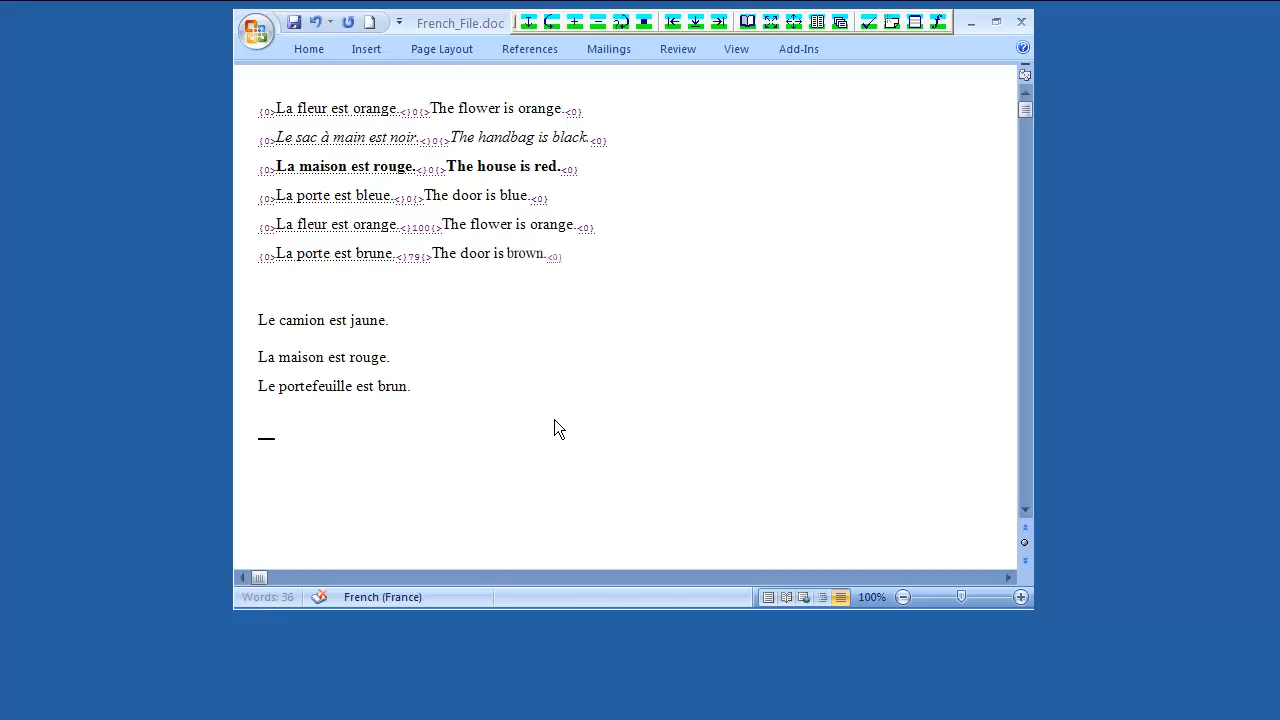 French_File.doc
Home Insert Page Layout References Mailings Review View Add-Ins
{0>La fleur est orange.<}0{>The flower is orange.<0}
{0>Le sac à main est noir.<}0{>The handbag is black.<0}
{0>La maison est rouge.<}0{>The house is red.<0}
{0>La porte est bleue.<}0{>The door is blue.<0}
{0>La fleur est orange.<}100{>The flower is orange.<0}
{0>La porte est brune.<}79{>The door is brown.<0}
Le camion est jaune.
La maison est rouge.
Le portefeuille est brun.
Words: 36 French (France) 100%